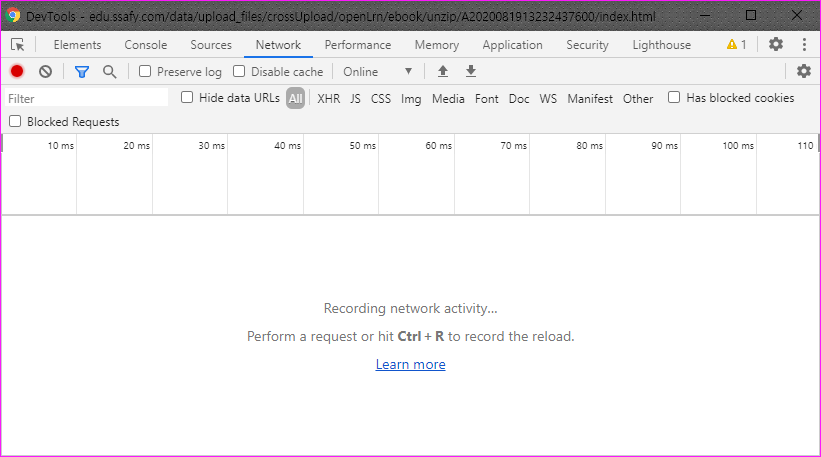 DevTools - edu.ssafy.com/data/upload_files/crossUpload/openLrn/ebook/unzip/A2020081913232437600/index.html
Elements Console Sources Network Performance Memory Application Security Lighthouse 1
Preserve log Disable cache Online
Filter Hide data URLs All XHR JS CSS Img Media Font Doc WS Manifest Other Has blocked cookies
Blocked Requests
10 ms 20 ms 30 ms 40 ms 50 ms 60 ms 70 ms 80 ms 90 ms 100 ms 110
Recording network activity...
Perform a request or hit Ctrl + R to record the reload.
Learn more